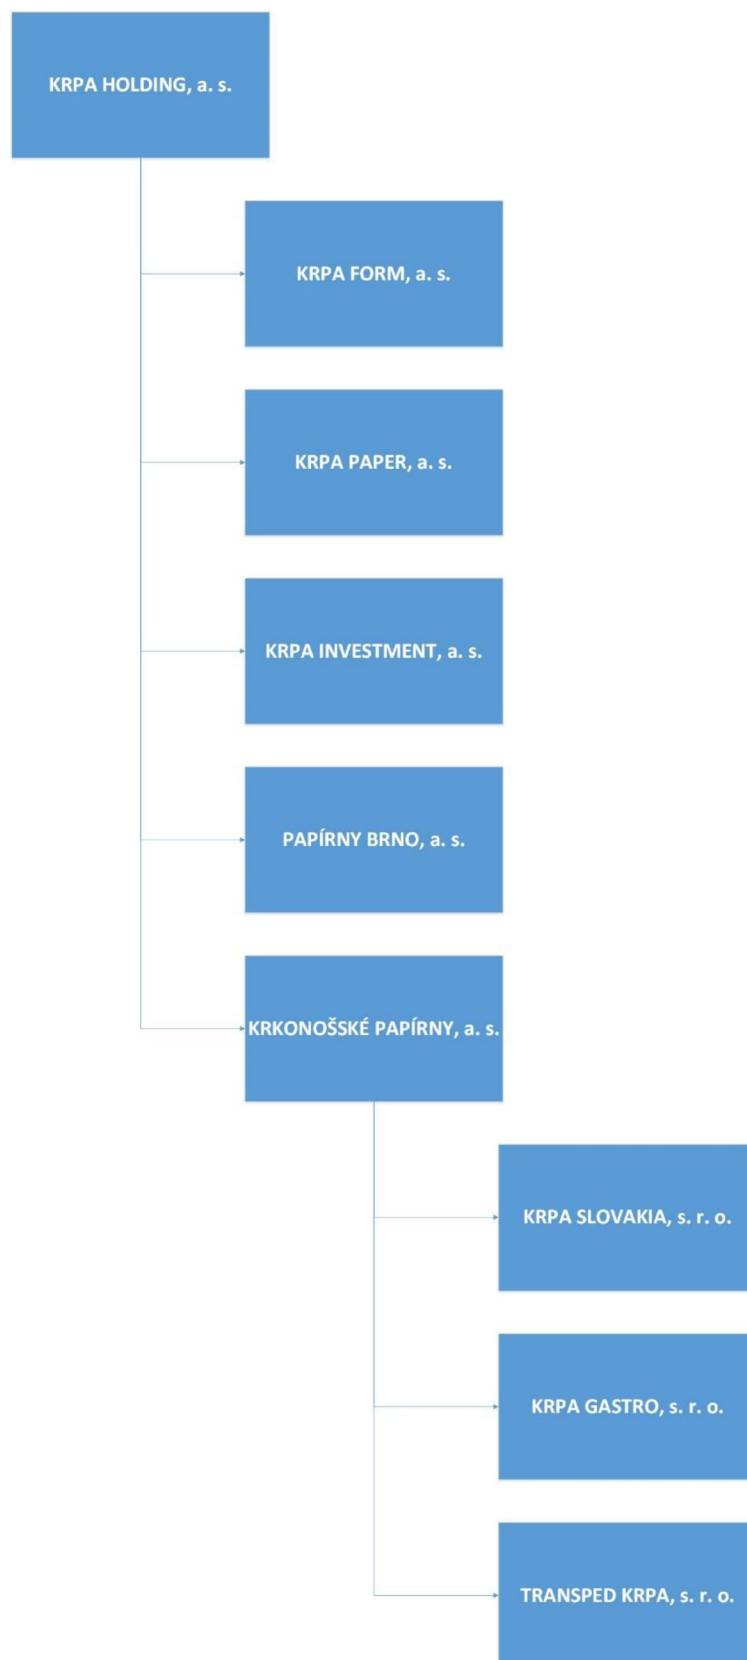 KRPA HOLDING, a. s.
KRPA FORM, a. s.
KRPA PAPER, a. s.
KRPA INVESTMENT, a. s.
PAPÍRNY BRNO, a. s.
KRKONOŠSKÉ PAPÍRNY, a. s.
KRPA SLOVAKIA, s. r. o.
KRPA GASTRO, s. r. o.
TRANSPED KRPA, s. r. o.